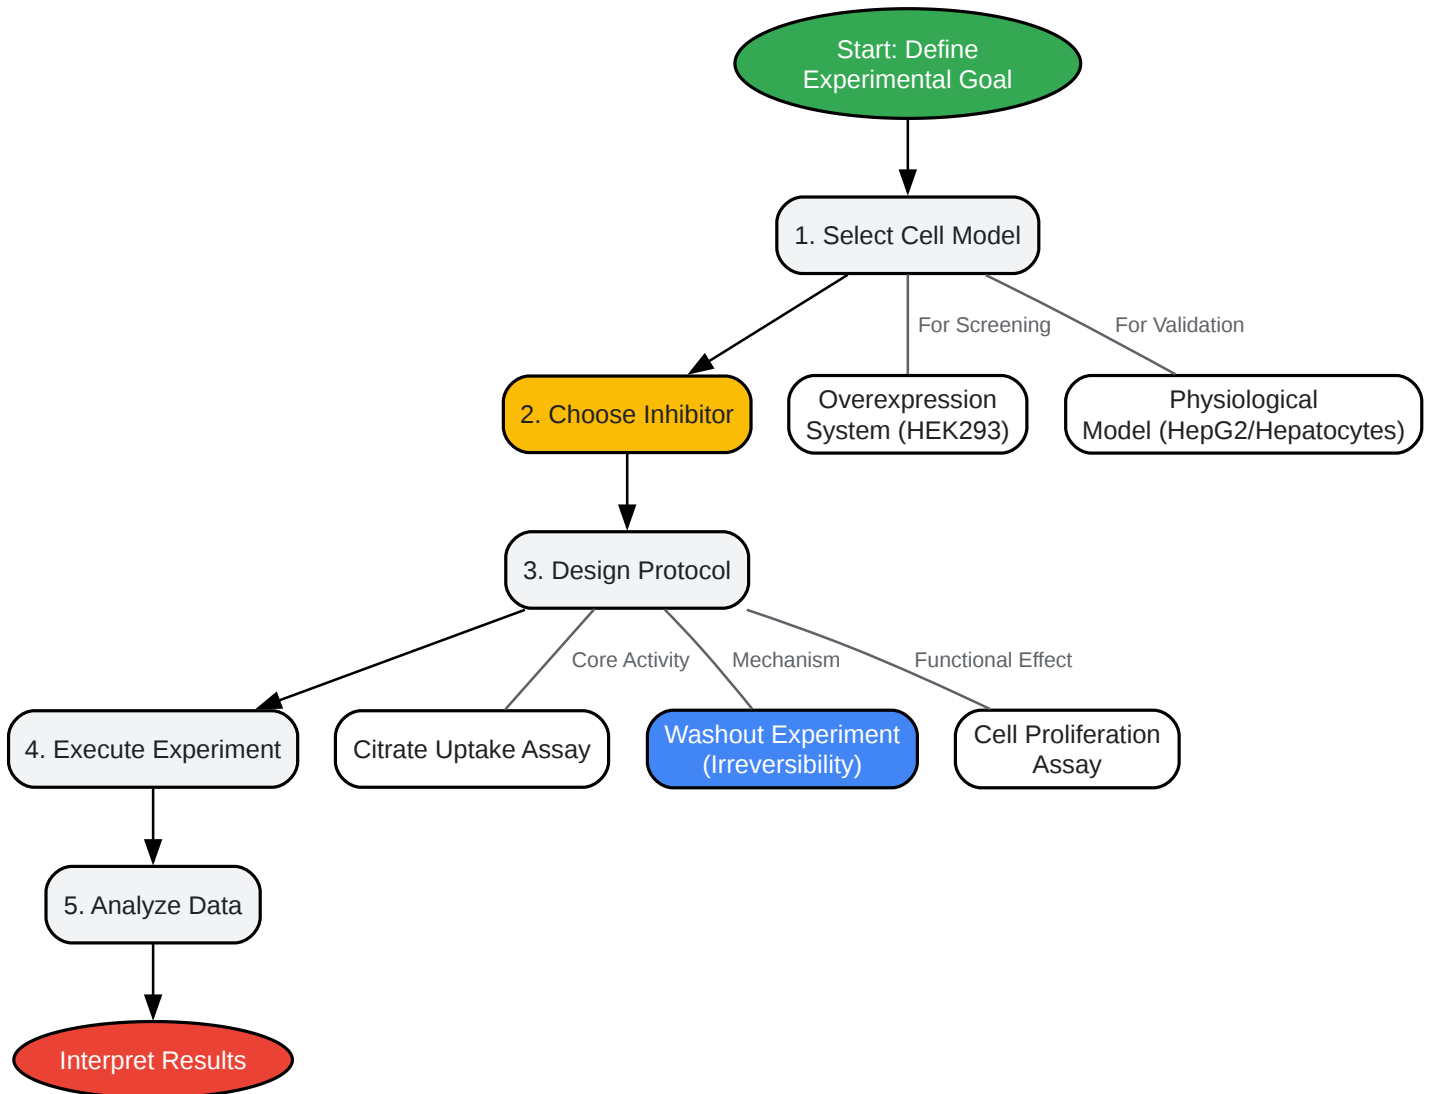 Start: Define
Experimental Goal
1. Select Cell Model
For Screening
For Validation
2. Choose Inhibitor
Overexpression
System (HEK293)
Physiological
Model (HepG2/Hepatocytes)
3. Design Protocol
Core Activity
Mechanism
Functional Effect
4. Execute Experiment
Citrate Uptake Assay
Washout Experiment
(Irreversibility)
Cell Proliferation
Assay
5. Analyze Data
Interpret Results